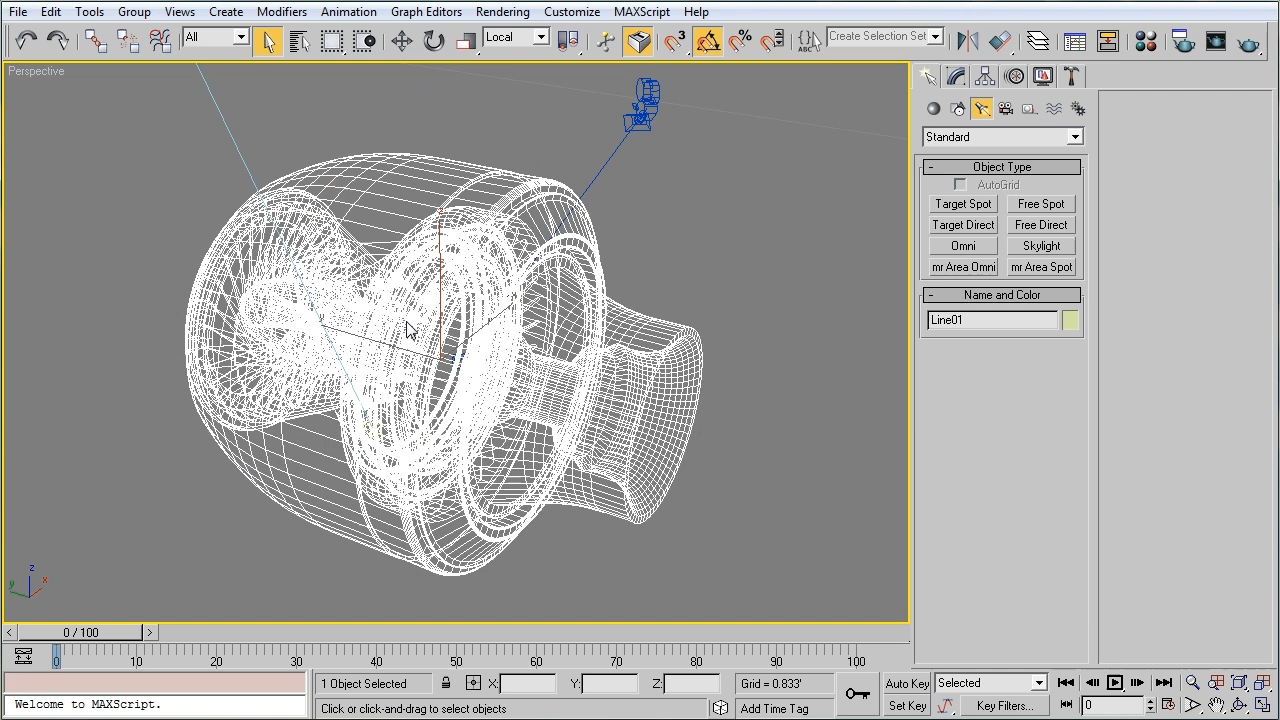 File Edit Tools Group Views Create Modifiers Animation Graph Editors Rendering Customize MAXScript Help
All Local 3 % ABC Create Selection Set
Perspective
Standard
- Object Type
AutoGrid
Target Spot Free Spot
Target Direct Free Direct
Omni Skylight
mr Area Omni mr Area Spot
- Name and Color
Line01
z
x
y
< 0 / 100 >
0 10 20 30 40 50 60 70 80 90 100
1 Object Selected X: Y: Z: Grid = 0.833' Auto Key Selected
Welcome to MAXScript. Click or click-and-drag to select objects Add Time Tag Set Key Key Filters... 0